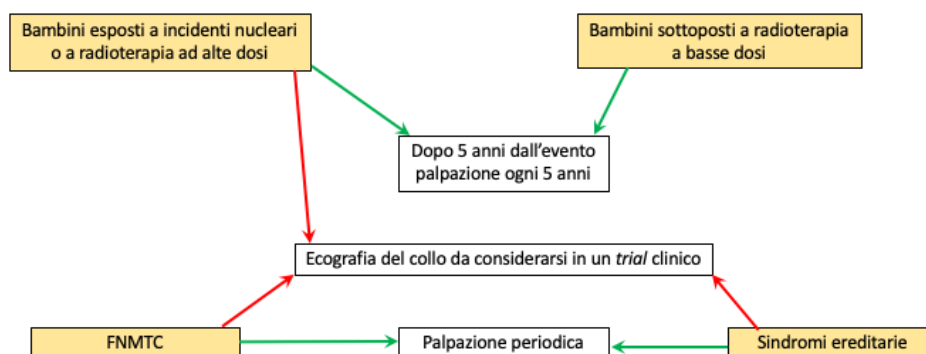 Bambini esposti a incidenti nucleari
o a radioterapia ad alte dosi
Bambini sottoposti a radioterapia
a basse dosi
Dopo 5 anni dall'evento
palpazione ogni 5 anni
Ecografia del collo da considerarsi in un trial clinico
FNMTC
Palpazione periodica
Sindromi ereditarie